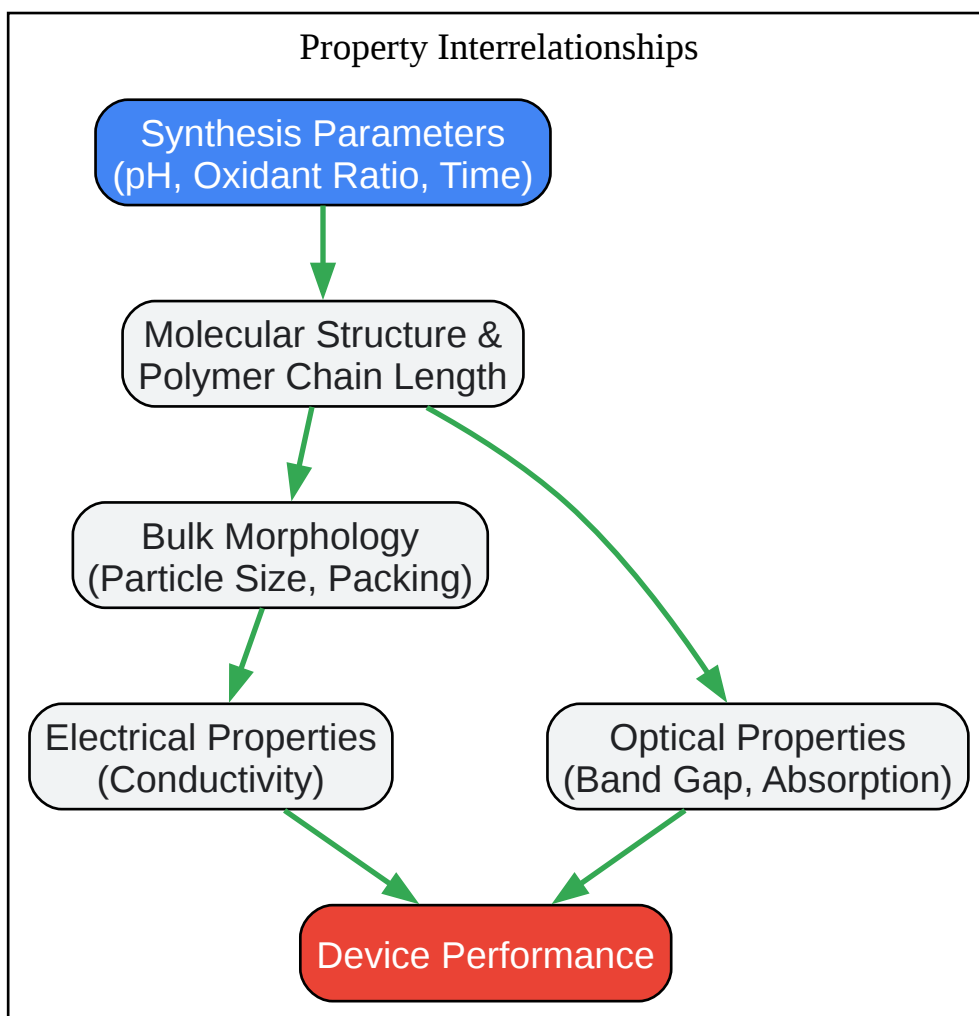 Property Interrelationships
Synthesis Parameters
(pH, Oxidant Ratio, Time)
Molecular Structure &
Polymer Chain Length
Bulk Morphology
(Particle Size, Packing)
Electrical Properties
(Conductivity)
Optical Properties
(Band Gap, Absorption)
Device Performance